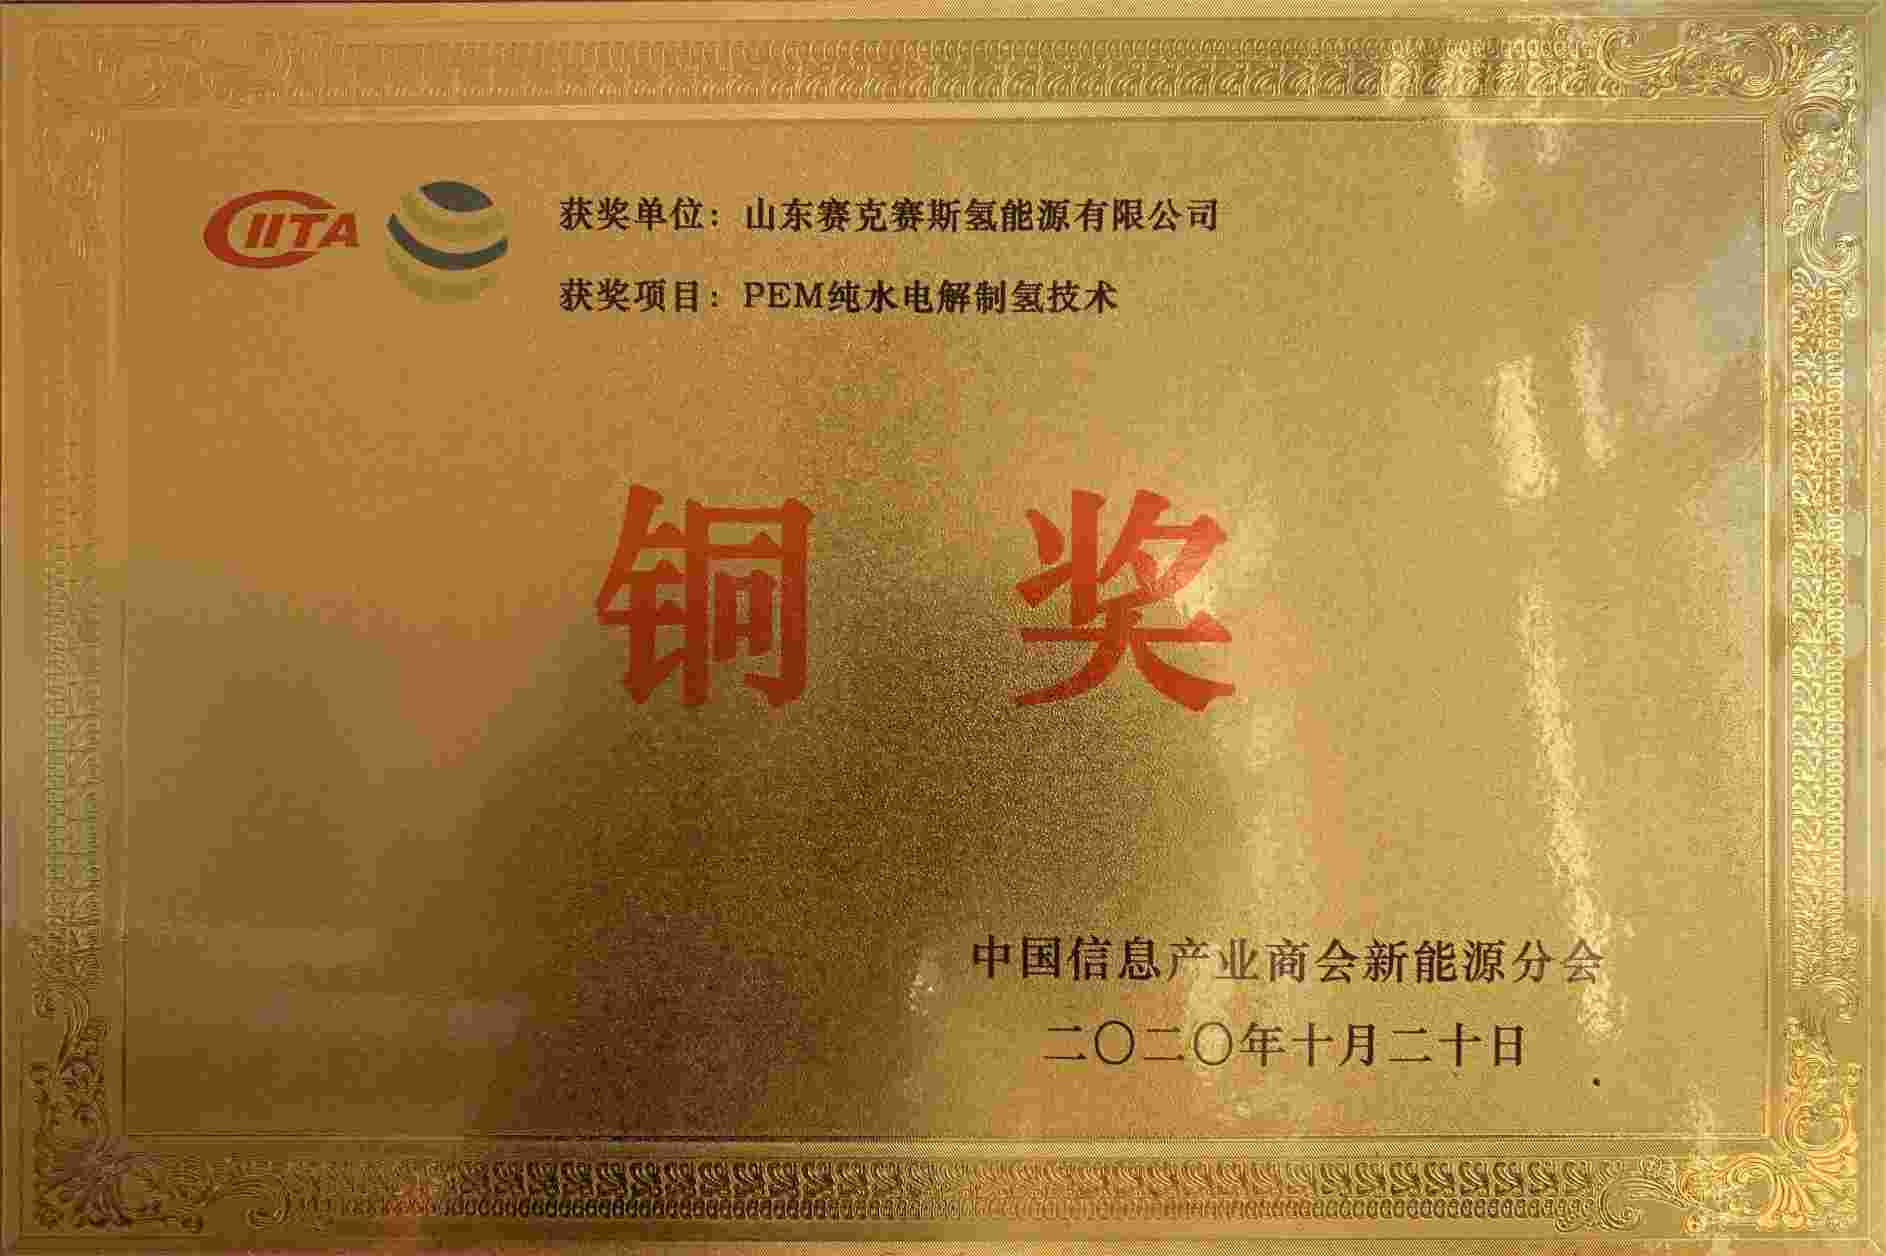 CIITA
获奖单位：山东赛克赛斯氢能源有限公司
获奖项目：PEM纯水电解制氢技术
铜奖
中国信息产业商会新能源分会
二〇二〇年十月二十日